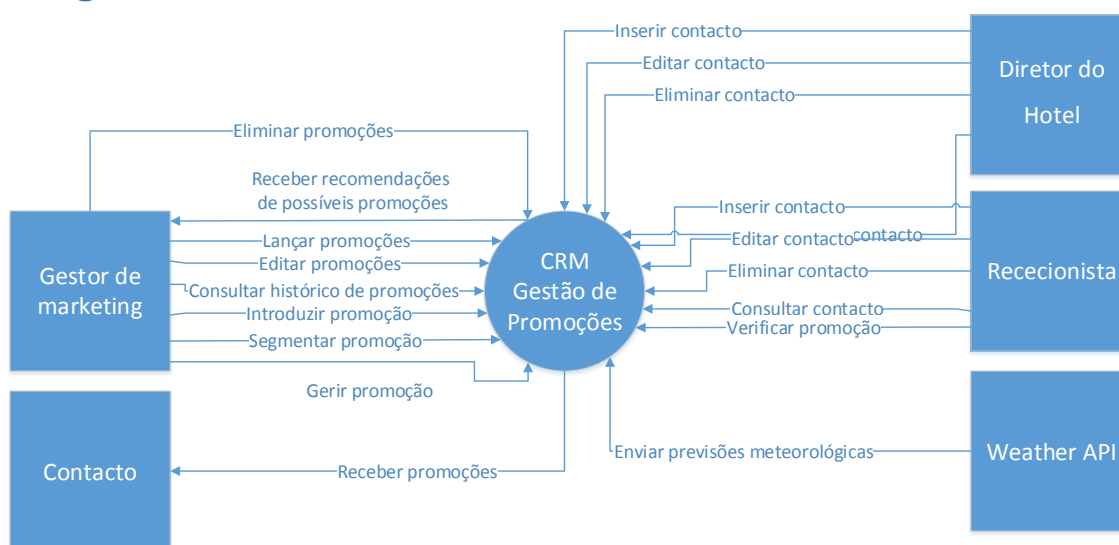 Inserir contacto
Editar contacto
Eliminar contacto
Diretor do
Hotel
Eliminar promoções
Receber recomendações
de possíveis promoções
Lançar promoções
Editar promoções
Consultar histórico de promoções
Introduzir promoção
Segmentar promoção
Gerir promoção
Gestor de
marketing
CRM
Gestão de
Promoções
Inserir contacto
Editar contacto
contacto
Eliminar contacto
Consultar contacto
Verificar promoção
Rececionista
Contacto
Receber promoções
Enviar previsões meteorológicas
Weather API